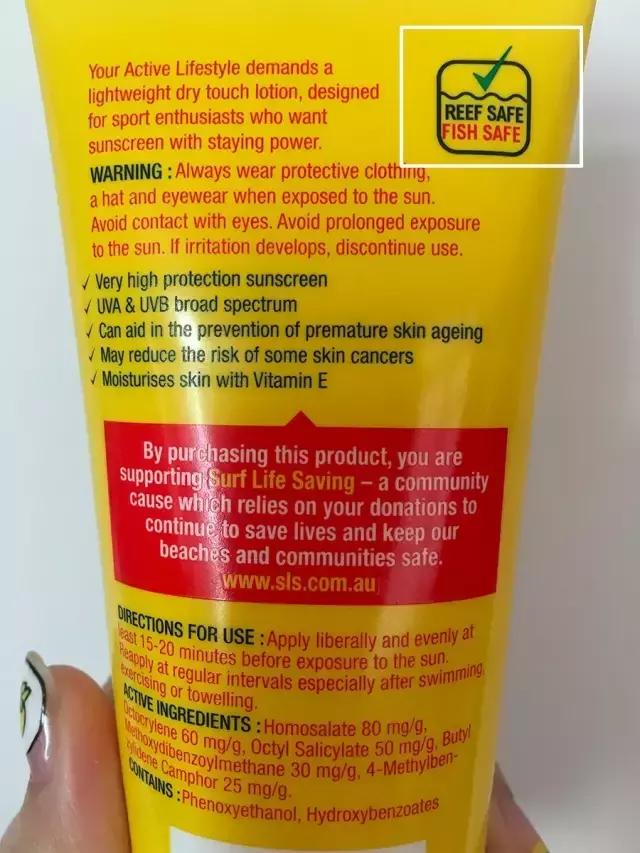 Your Active Lifestyle demands a
lightweight dry touch lotion, designed
for sport enthusiasts who want
sunscreen with staying power.
REEF SAFE
FISH SAFE
WARNING : Always wear protective clothing,
a hat and eyewear when exposed to the sun.
Avoid contact with eyes. Avoid prolonged exposure
to the sun. If irritation develops, discontinue use.
✓ Very high protection sunscreen
✓ UVA & UVB broad spectrum
✓ Can aid in the prevention of premature skin ageing
✓ May reduce the risk of some skin cancers
✓ Moisturises skin with Vitamin E
By purchasing this product, you are
supporting Surf Life Saving – a community
cause which relies on your donations to
continue to save lives and keep our
beaches and communities safe.
www.sls.com.au
DIRECTIONS FOR USE : Apply liberally and evenly at
least 15-20 minutes before exposure to the sun.
Reapply at regular intervals especially after swimming,
exercising or towelling.
ACTIVE INGREDIENTS : Homosalate 80 mg/g,
Octocrylene 60 mg/g, Octyl Salicylate 50 mg/g, Butyl
Methoxydibenzoylmethane 30 mg/g, 4-Methylben-
zylidene Camphor 25 mg/g.
CONTAINS : Phenoxyethanol, Hydroxybenzoates